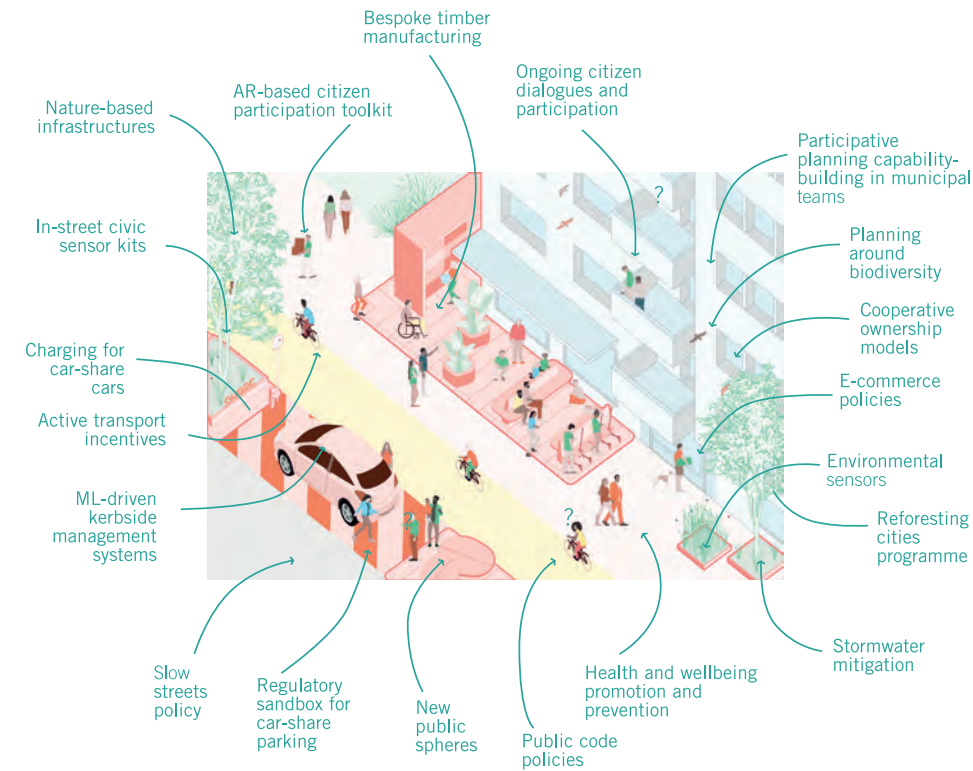 Bespoke timber
manufacturing
Ongoing citizen
dialogues and
participation
AR-based citizen
participation toolkit
Nature-based
infrastructures
Participative
planning capability-
building in municipal
teams
In-street civic
sensor kits
Planning
around
biodiversity
Cooperative
ownership
models
Charging for
car-share
cars
E-commerce
policies
Active transport
incentives
Environmental
sensors
ML-driven
kerbside
management
systems
Reforesting
cities
programme
Stormwater
mitigation
Slow
streets
policy
Regulatory
sandbox for
car-share
parking
New
public
spheres
Public code
policies
Health and wellbeing
promotion and
prevention
?
?
?